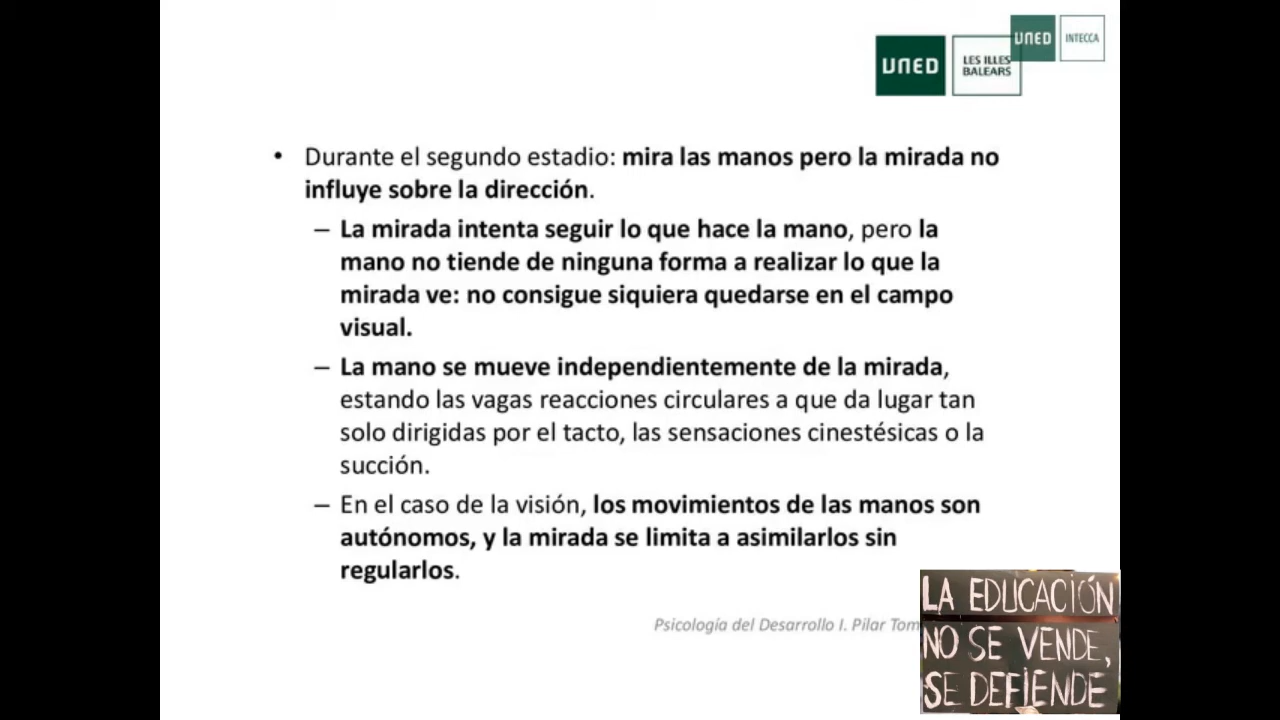 UNED
INTECCA
UNED
LES ILLES
BALEARS
• Durante el segundo estadio: mira las manos pero la mirada no
influye sobre la dirección.
– La mirada intenta seguir lo que hace la mano, pero la
mano no tiende de ninguna forma a realizar lo que la
mirada ve: no consigue siquiera quedarse en el campo
visual.
– La mano se mueve independientemente de la mirada,
estando las vagas reacciones circulares a que da lugar tan
solo dirigidas por el tacto, las sensaciones cinestésicas o la
succión.
– En el caso de la visión, los movimientos de las manos son
autónomos, y la mirada se limita a asimilarlos sin
regularlos.
Psicología del Desarrollo I. Pilar
LA EDUCACIÓN
NO SE VENDE,
SE DEFIENDE